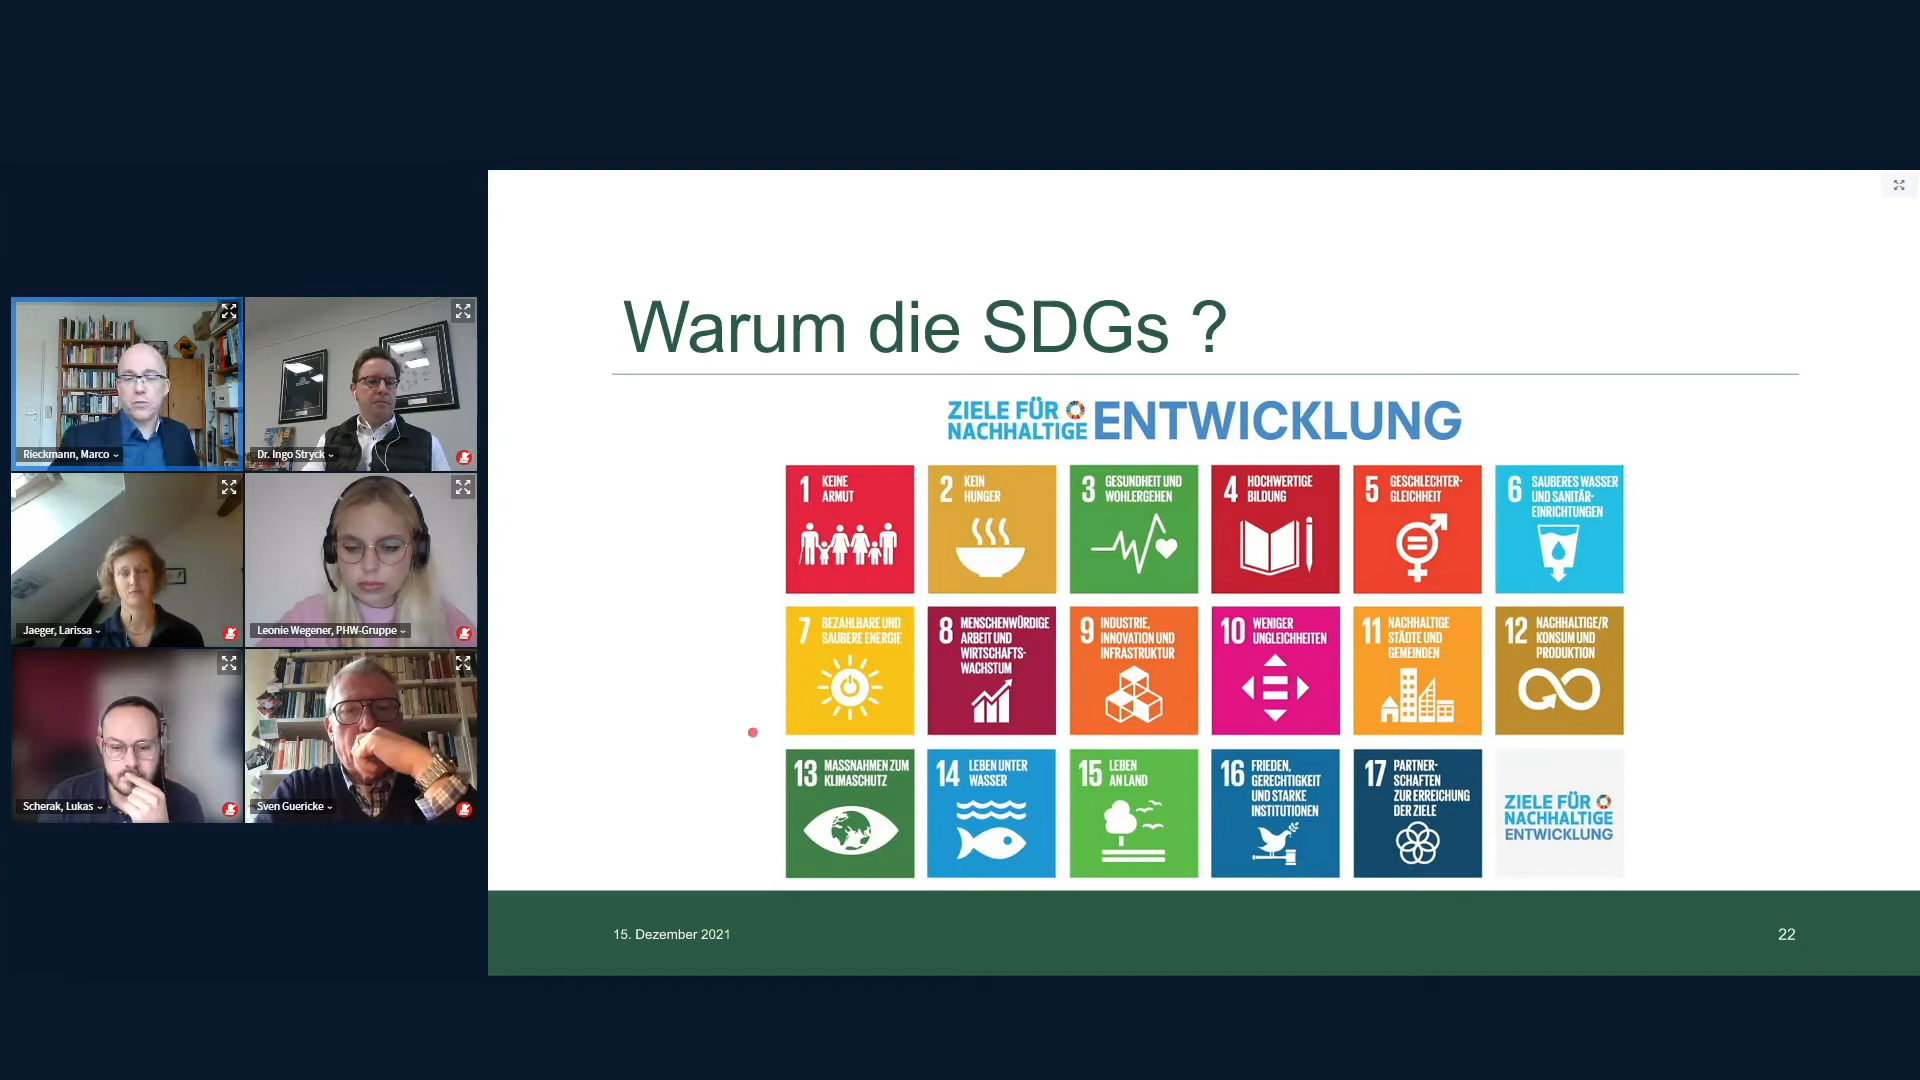 Warum die SDGs ?
ZIELE FÜR
NACHHALTIGE
ENTWICKLUNG
1 KEINE
ARMUT
2 KEIN
HUNGER
3 GESUNDHEIT UND
WOHLERGEHEN
4 HOCHWERTIGE
BILDUNG
5 GESCHLECHTER-
GLEICHHEIT
6 SAUBERES WASSER
UND SANITÄR-
EINRICHTUNGEN
7 BEZAHLBARE UND
SAUBERE ENERGIE
8 MENSCHENWÜRDIGE
ARBEIT UND
WIRTSCHAFTS-
WACHSTUM
9 INDUSTRIE,
INNOVATION UND
INFRASTRUKTUR
10 WENIGER
UNGLEICHHEITEN
11 NACHHALTIGE
STÄDTE UND
GEMEINDEN
12 NACHHALTIGE/R
KONSUM UND
PRODUKTION
13 MASSNAHMEN ZUM
KLIMASCHUTZ
14 LEBEN UNTER
WASSER
15 LEBEN
AN LAND
16 FRIEDEN,
GERECHTIGKEIT
UND STARKE
INSTITUTIONEN
17 PARTNER-
SCHAFTEN
ZUR ERREICHUNG
DER ZIELE
ZIELE FÜR
NACHHALTIGE
ENTWICKLUNG
15. Dezember 2021
22
Rieckmann, Marco
Dr. Ingo Stryck
Jaeger, Larissa
Leonie Wegener, PHW-Gruppe
Scherak, Lukas
Sven Guericke